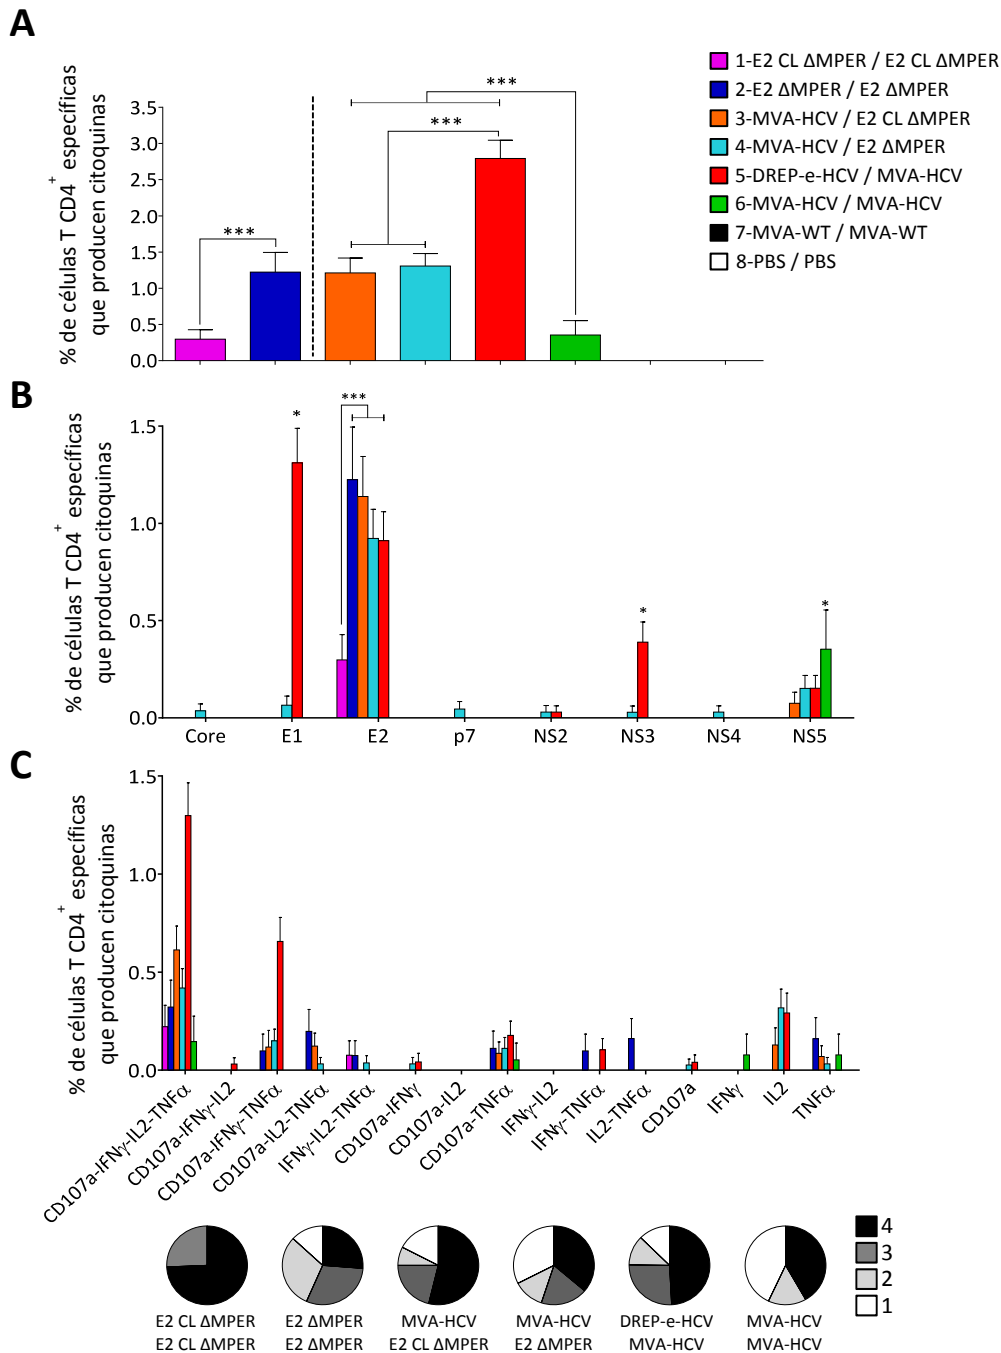 A
1-E2 CL ΔMPER / E2 CL ΔMPER
2-E2 ΔMPER / E2 ΔMPER
3-MVA-HCV / E2 CL ΔMPER
4-MVA-HCV / E2 ΔMPER
5-DREP-e-HCV / MVA-HCV
6-MVA-HCV / MVA-HCV
7-MVA-WT / MVA-WT
8-PBS / PBS
% de células T CD4+ específicas
que producen citoquinas
3.5
3.0
2.5
2.0
1.5
1.0
0.5
0.0
***
***
***
B
% de células T CD4+ específicas
que producen citoquinas
1.5
1.0
0.5
0.0
*
***
*
*
Core E1 E2 p7 NS2 NS3 NS4 NS5
C
% de células T CD4+ específicas
que producen citoquinas
1.5
1.0
0.5
0.0
CD107a-IFNγ-IL2-TNFα
CD107a-IFNγ-IL2
CD107a-IFNγ-TNFα
CD107a-IL2-TNFα
IFNγ-IL2-TNFα
CD107a-IFNγ
CD107a-IL2
CD107a-TNFα
IFNγ-IL2
IFNγ-TNFα
IL2-TNFα
CD107a
IFNγ
IL2
TNFα
4
3
2
1
E2 CL ΔMPER E2 ΔMPER MVA-HCV MVA-HCV DREP-e-HCV MVA-HCV
E2 CL ΔMPER E2 ΔMPER E2 CL ΔMPER E2 ΔMPER MVA-HCV MVA-HCV